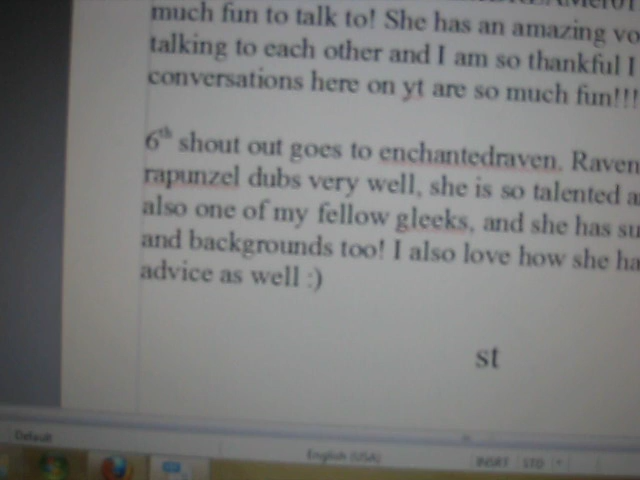 much fun to talk to! She has an amazing vo
talking to each other and I am so thankful I
conversations here on yt are so much fun!!!
6th shout out goes to enchantedraven. Raven
rapunzel dubs very well, she is so talented a
also one of my fellow gleeks, and she has su
and backgrounds too! I also love how she ha
advice as well :)
st
Default English (USA) INSRT STD *